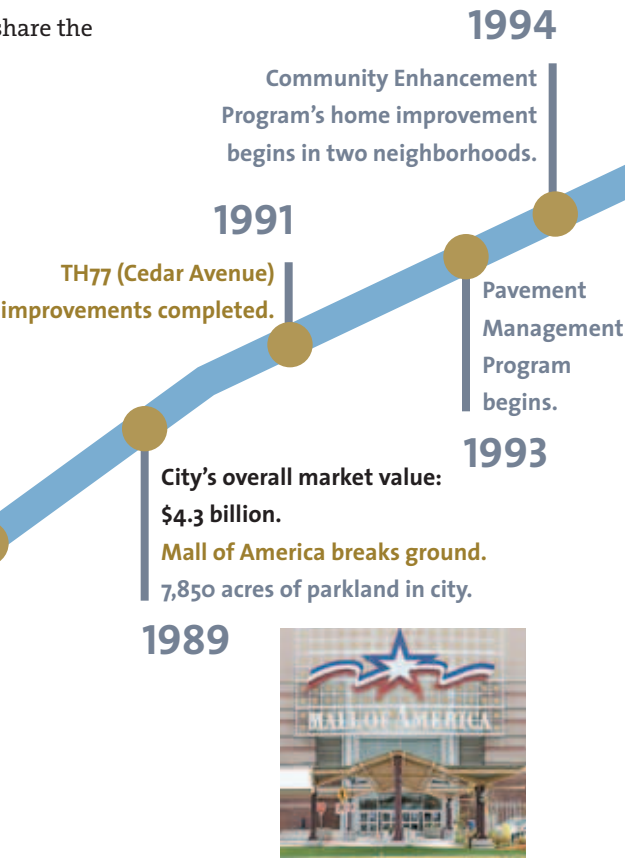 share the
1994
Community Enhancement
Program’s home improvement
begins in two neighborhoods.
1991
TH77 (Cedar Avenue)
improvements completed.
Pavement
Management
Program
begins.
1993
City’s overall market value:
$4.3 billion.
Mall of America breaks ground.
7,850 acres of parkland in city.
1989
MALL OF AMERICA